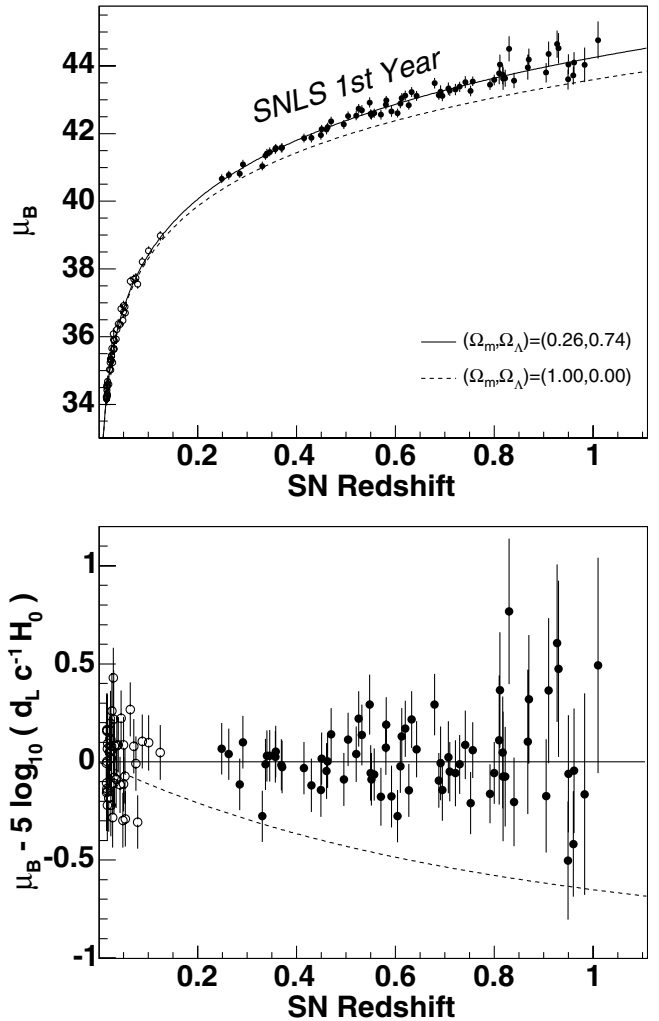 44
42
40
38
36
34
μB
SNLS 1st Year
(Ωm,ΩΛ)=(0.26,0.74)
(Ωm,ΩΛ)=(1.00,0.00)
0.2 0.4 0.6 0.8 1
SN Redshift
1
0.5
0
-0.5
-1
μB - 5 log10 ( dL c-1 H0 )
0.2 0.4 0.6 0.8 1
SN Redshift